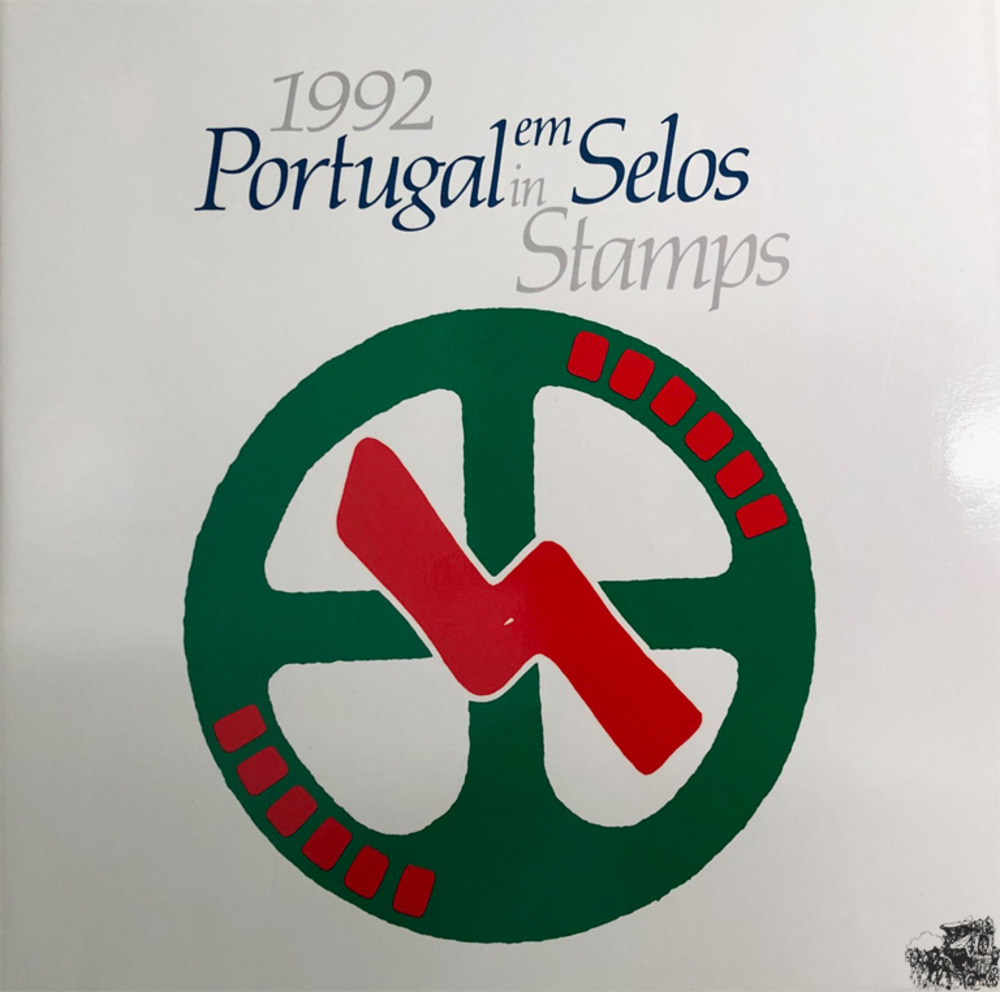 1992
Portugal em Selos
in
Stamps